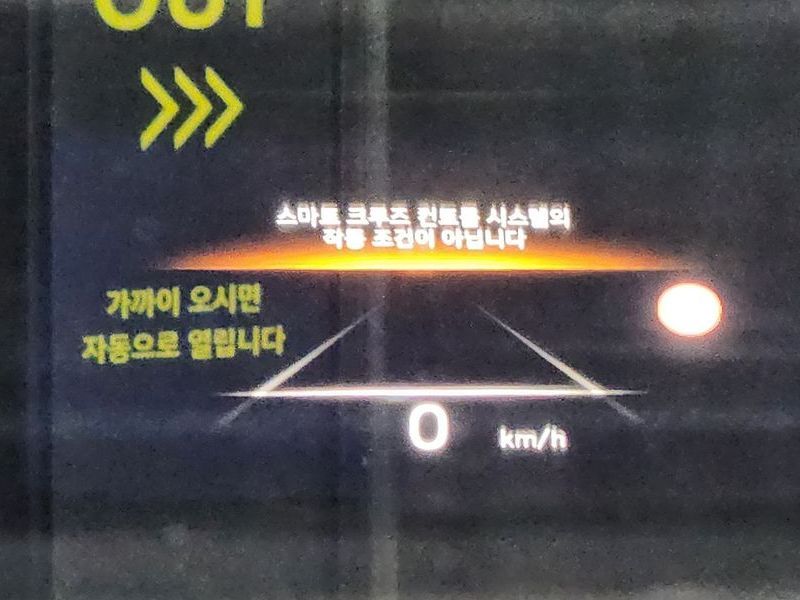 OUT
스마트 크루즈 컨트롤 시스템의
작동 조건이 아닙니다
가까이 오시면
자동으로 열립니다
0 km/h